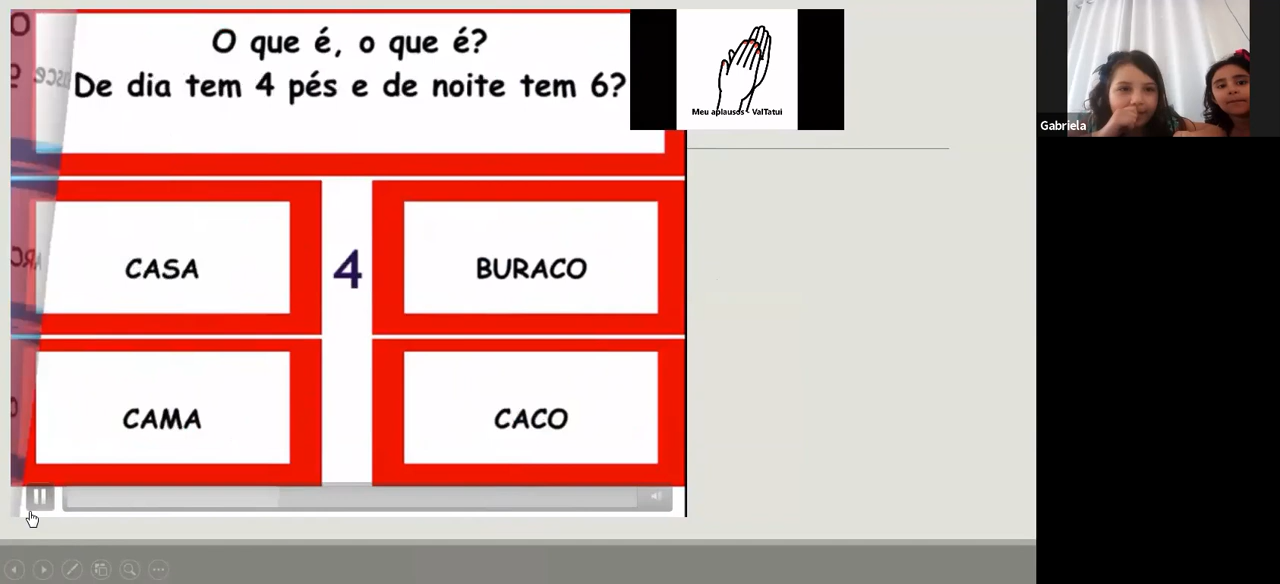 O que é, o que é?
De dia tem 4 pés e de noite tem 6?
Meu aplausos - ValTatui
Gabriela
CASA
4
BURACO
CAMA
CACO